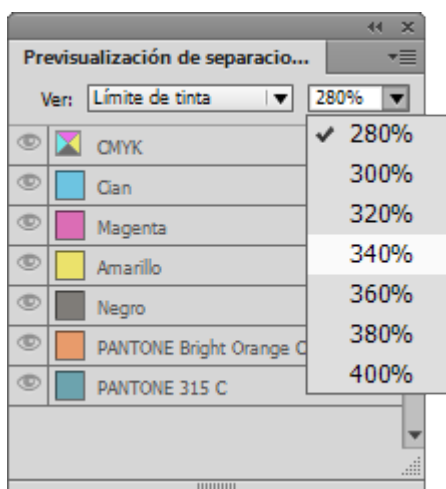 Previsualización de separacio...
Ver: Límite de tinta 280%
✔ 280%
CMYK
300%
Cian
320%
Magenta
340%
Amarillo
360%
Negro
380%
PANTONE Bright Orange C
400%
PANTONE 315 C